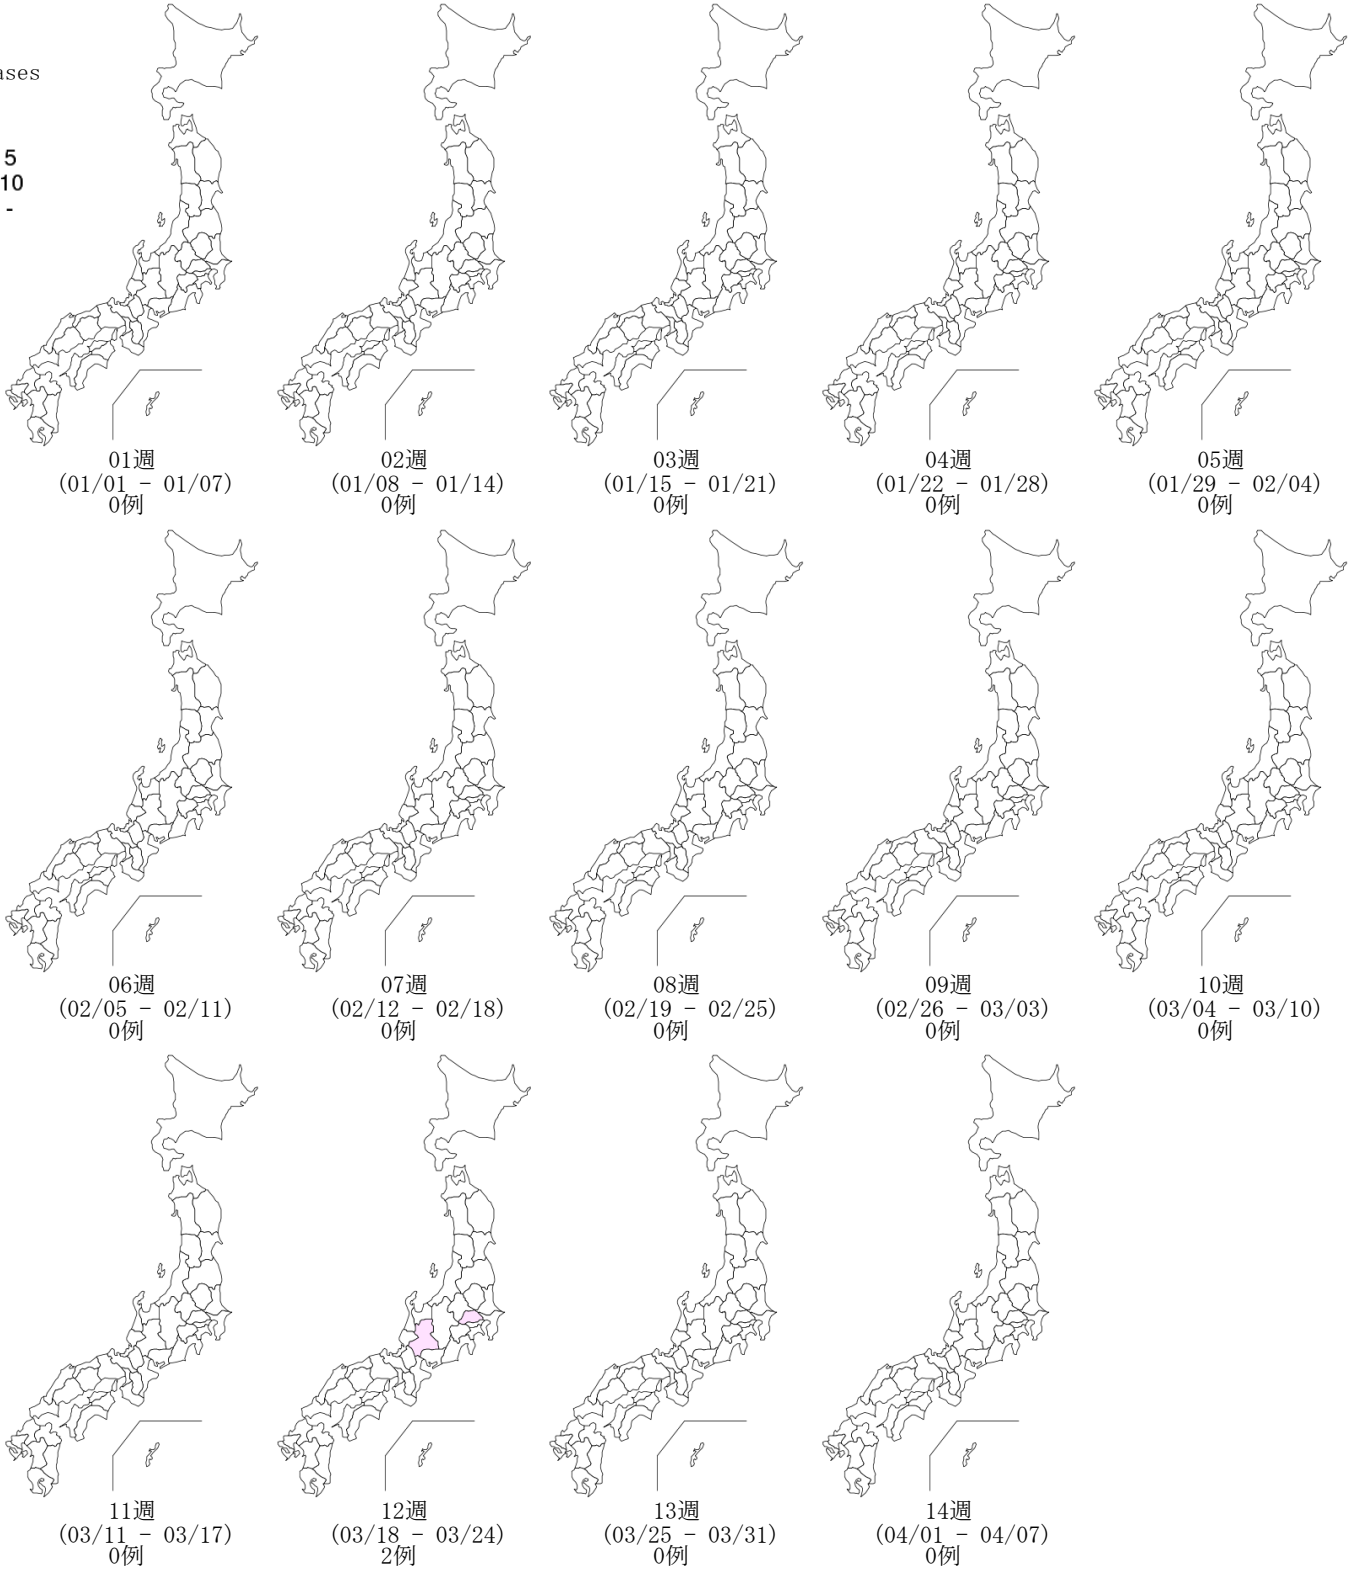 ases
5
10
-
01週
(01/01 - 01/07)
0例
02週
(01/08 - 01/14)
0例
03週
(01/15 - 01/21)
0例
04週
(01/22 - 01/28)
0例
05週
(01/29 - 02/04)
0例
06週
(02/05 - 02/11)
0例
07週
(02/12 - 02/18)
0例
08週
(02/19 - 02/25)
0例
09週
(02/26 - 03/03)
0例
10週
(03/04 - 03/10)
0例
11週
(03/11 - 03/17)
0例
12週
(03/18 - 03/24)
2例
13週
(03/25 - 03/31)
0例
14週
(04/01 - 04/07)
0例